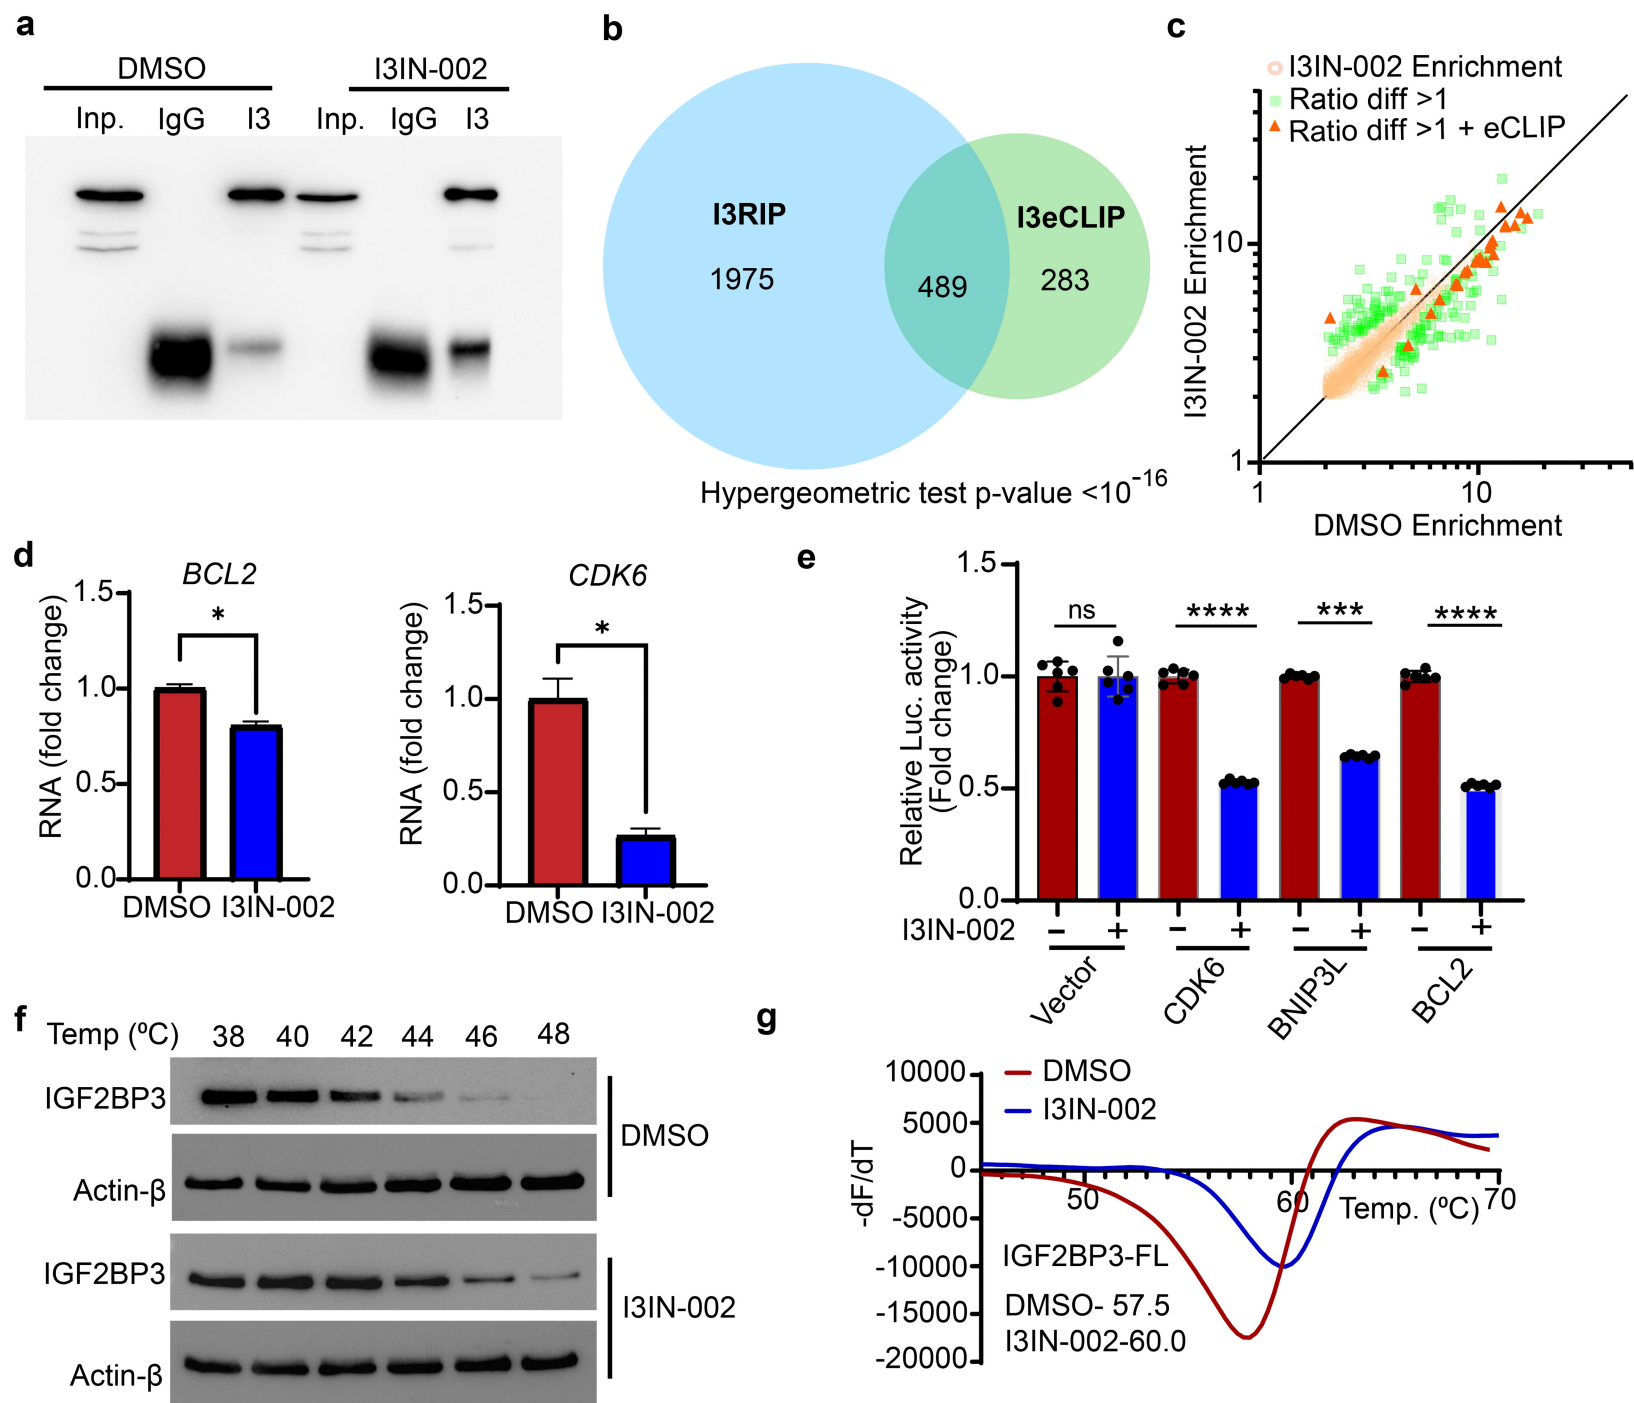 a
DMSO
I3IN-002
Inp. IgG I3 Inp. IgG I3
b
I3RIP
1975
489
I3eCLIP
283
Hypergeometric test p-value <10⁻¹⁶
c
I3IN-002 Enrichment
Ratio diff >1
Ratio diff >1 + eCLIP
I3IN-002 Enrichment
10
1
1 10
DMSO Enrichment
d
BCL2
RNA (fold change)
1.5
1.0
0.5
0.0
*
DMSO I3IN-002
CDK6
RNA (fold change)
1.5
1.0
0.5
0.0
*
DMSO I3IN-002
e
Relative Luc. activity
(Fold change)
1.5
1.0
0.5
0.0
ns **** *** ****
I3IN-002 − + − + − + − +
Vector CDK6 BNIP3L BCL2
f
Temp (ºC) 38 40 42 44 46 48
IGF2BP3
Actin-β
DMSO
IGF2BP3
Actin-β
I3IN-002
g
DMSO
I3IN-002
-dF/dT
10000
5000
0
-5000
-10000
-15000
-20000
50 60 Temp. (ºC) 70
IGF2BP3-FL
DMSO- 57.5
I3IN-002-60.0